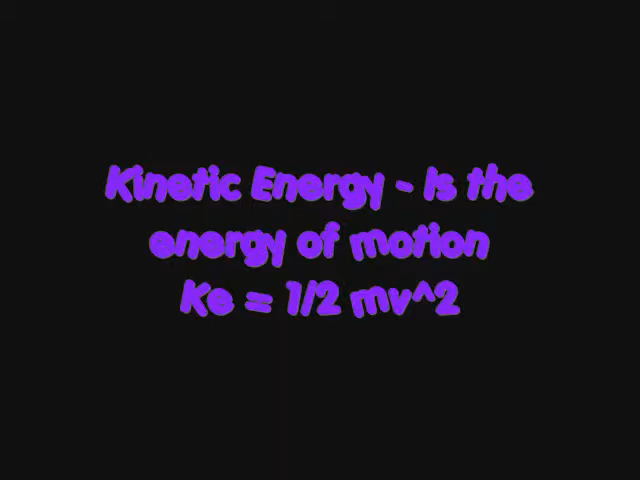 Kinetic Energy - Is the
energy of motion
Ke = 1/2 mv^2